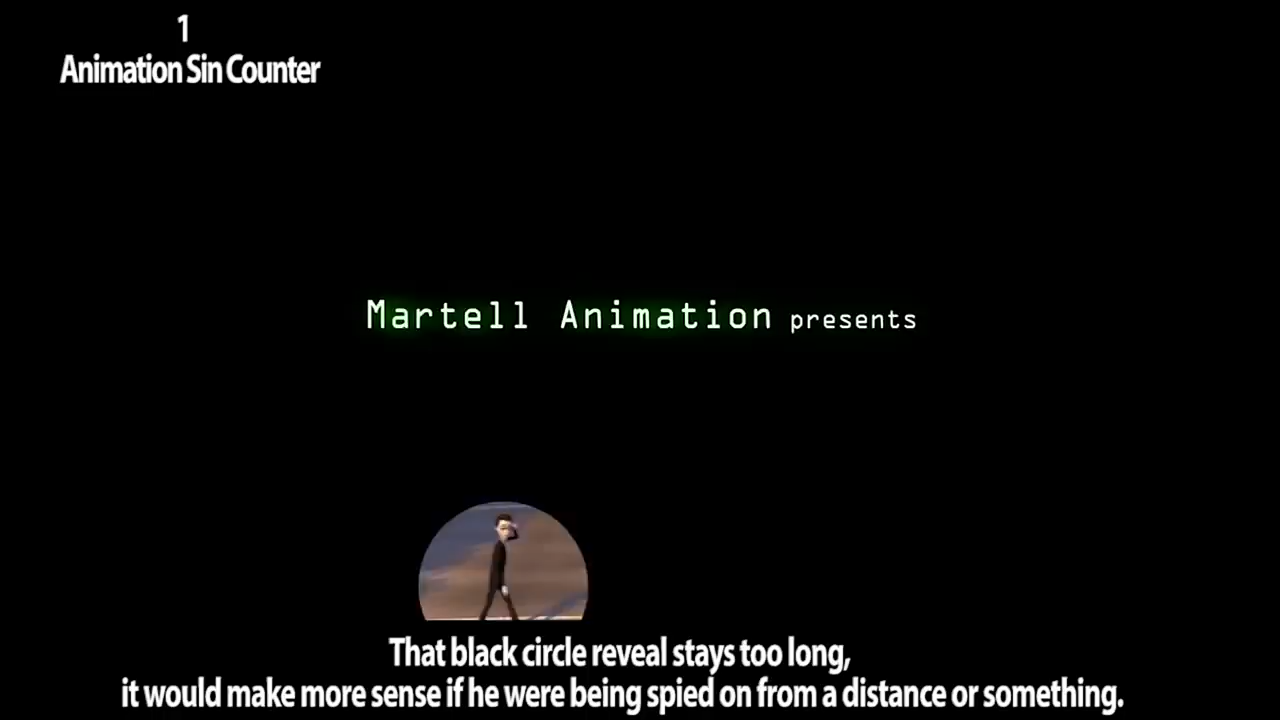 1
Animation Sin Counter
Martell Animation presents
That black circle reveal stays too long,
it would make more sense if he were being spied on from a distance or something.